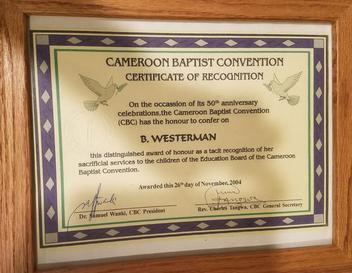 CAMEROON BAPTIST CONVENTION
CERTIFICATE OF RECOGNITION
On the occassion of its 50th anniversary
celebrations,the Cameroon Baptist Convention
(CBC) has the honour to confer on
B. WESTERMAN
this distinguished award of honour as a tacit recognition of her
sacrificial services to the children of the Education Board of the Cameroon
Baptist Convention.
Awarded this 26th day of November, 2004
Dr. Samuel Wanki, CBC President
Rev. Charles Tangwa, CBC General Secretary